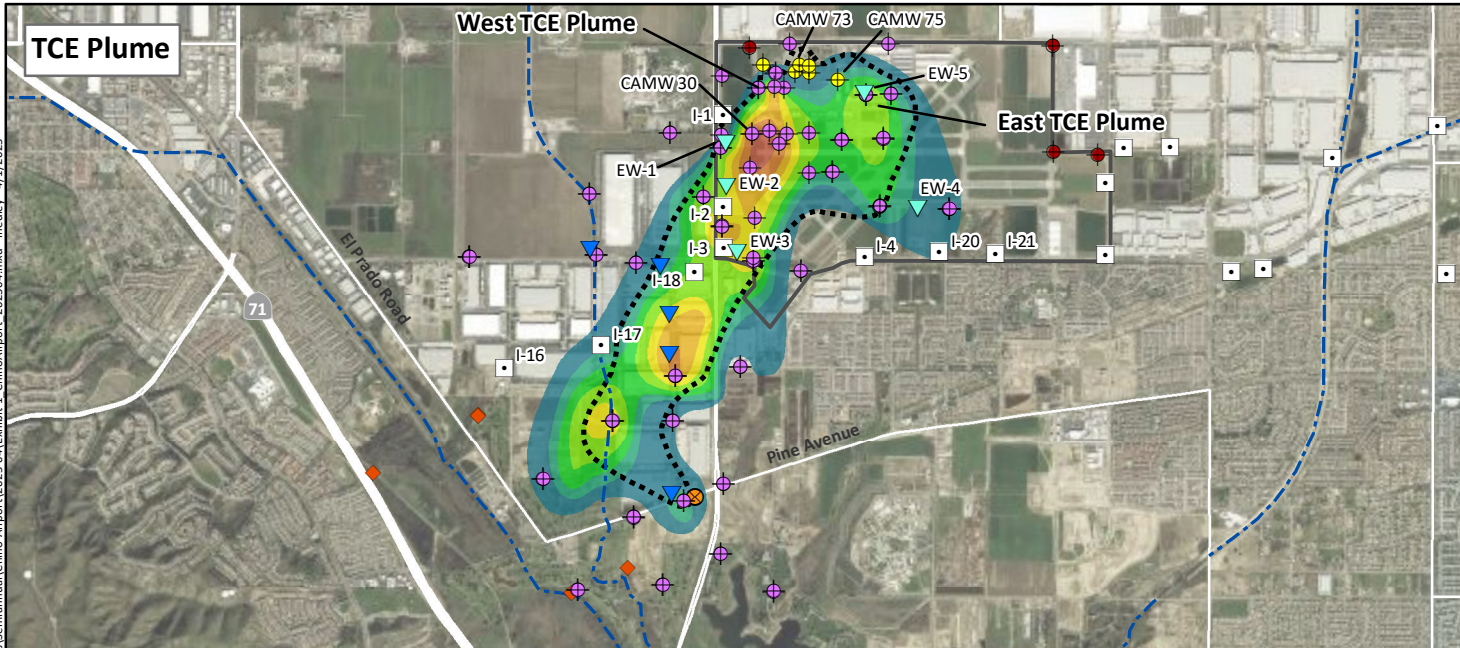 TCE Plume
West TCE Plume
CAMW 73
CAMW 75
EW-5
CAMW 30
I-1
East TCE Plume
EW-1
EW-2
I-2
EW-4
I-3
EW-3
I-4
I-20
I-21
I-18
El Prado Road
71
I-17
I-16
Pine Avenue